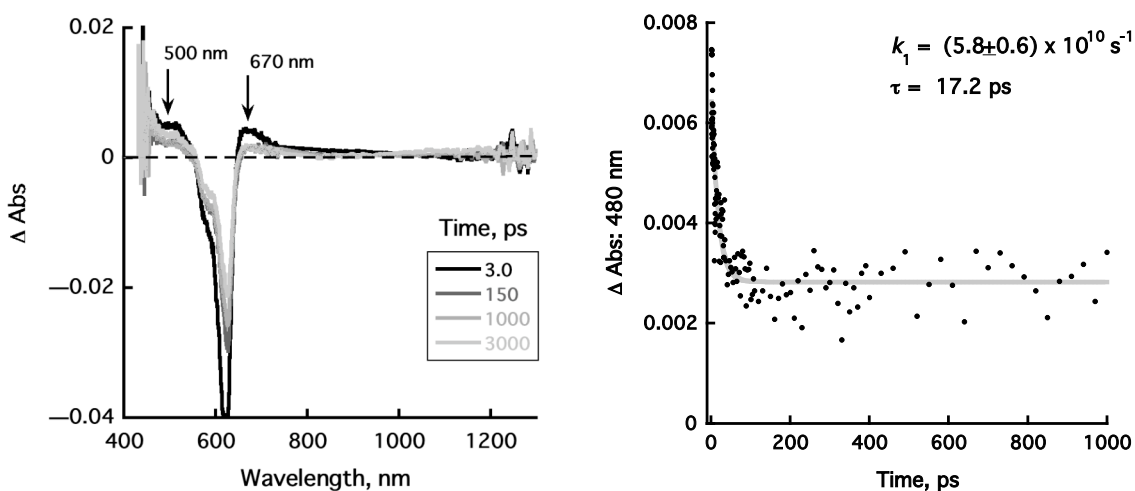 0.02
500 nm
670 nm
0
−0.02
−0.04
Δ Abs
Time, ps
3.0
150
1000
3000
400
600
800
1000
1200
Wavelength, nm
0.008
k₁ = (5.8±0.6) x 10¹⁰ s⁻¹
τ = 17.2 ps
0.006
0.004
0.002
0
Δ Abs: 480 nm
0
200
400
600
800
1000
Time, ps